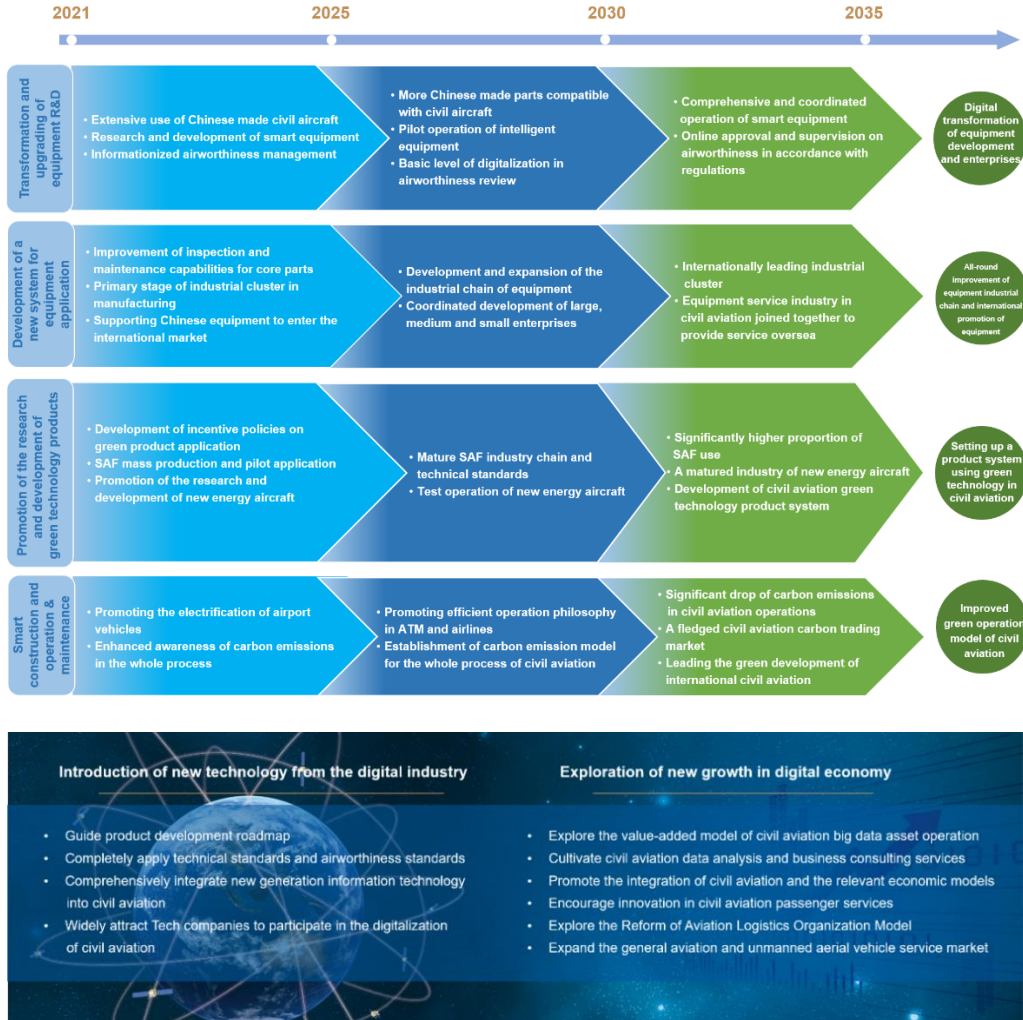 2021
2025
2030
2035
Transformation and
upgrading of
equipment R&D
• Extensive use of Chinese made civil aircraft
• Research and development of smart equipment
• Informationized airworthiness management
• More Chinese made parts compatible
with civil aircraft
• Pilot operation of intelligent
equipment
• Basic level of digitalization in
airworthiness review
• Comprehensive and coordinated
operation of smart equipment
• Online approval and supervision on
airworthiness in accordance with
regulations
Digital
transformation
of equipment
development
and enterprises
Development of a
new system for
equipment
application
• Improvement of inspection and
maintenance capabilities for core parts
• Primary stage of industrial cluster in
manufacturing
• Supporting Chinese equipment to enter the
international market
• Development and expansion of the
industrial chain of equipment
• Coordinated development of large,
medium and small enterprises
• Internationally leading industrial
cluster
• Equipment service industry in
civil aviation joined together to
provide service oversea
All-round
improvement of
equipment industrial
chain and international
promotion of
equipment
Promotion of the research
and development of
green technology products
• Development of incentive policies on
green product application
• SAF mass production and pilot application
• Promotion of the research and
development of new energy aircraft
• Mature SAF industry chain and
technical standards
• Test operation of new energy aircraft
• Significantly higher proportion of
SAF use
• A matured industry of new energy aircraft
• Development of civil aviation green
technology product system
Setting up a
product system
using green
technology in
civil aviation
Smart
construction and
operation &
maintenance
• Promoting the electrification of airport
vehicles
• Enhanced awareness of carbon emissions
in the whole process
• Promoting efficient operation philosophy
in ATM and airlines
• Establishment of carbon emission model
for the whole process of civil aviation
• Significant drop of carbon emissions
in civil aviation operations
• A fledged civil aviation carbon trading
market
• Leading the green development of
international civil aviation
Improved
green operation
model of civil
aviation
Introduction of new technology from the digital industry
• Guide product development roadmap
• Completely apply technical standards and airworthiness standards
• Comprehensively integrate new generation information technology
into civil aviation
• Widely attract Tech companies to participate in the digitalization
of civil aviation
Exploration of new growth in digital economy
• Explore the value-added model of civil aviation big data asset operation
• Cultivate civil aviation data analysis and business consulting services
• Promote the integration of civil aviation and the relevant economic models
• Encourage innovation in civil aviation passenger services
• Explore the Reform of Aviation Logistics Organization Model
• Expand the general aviation and unmanned aerial vehicle service market